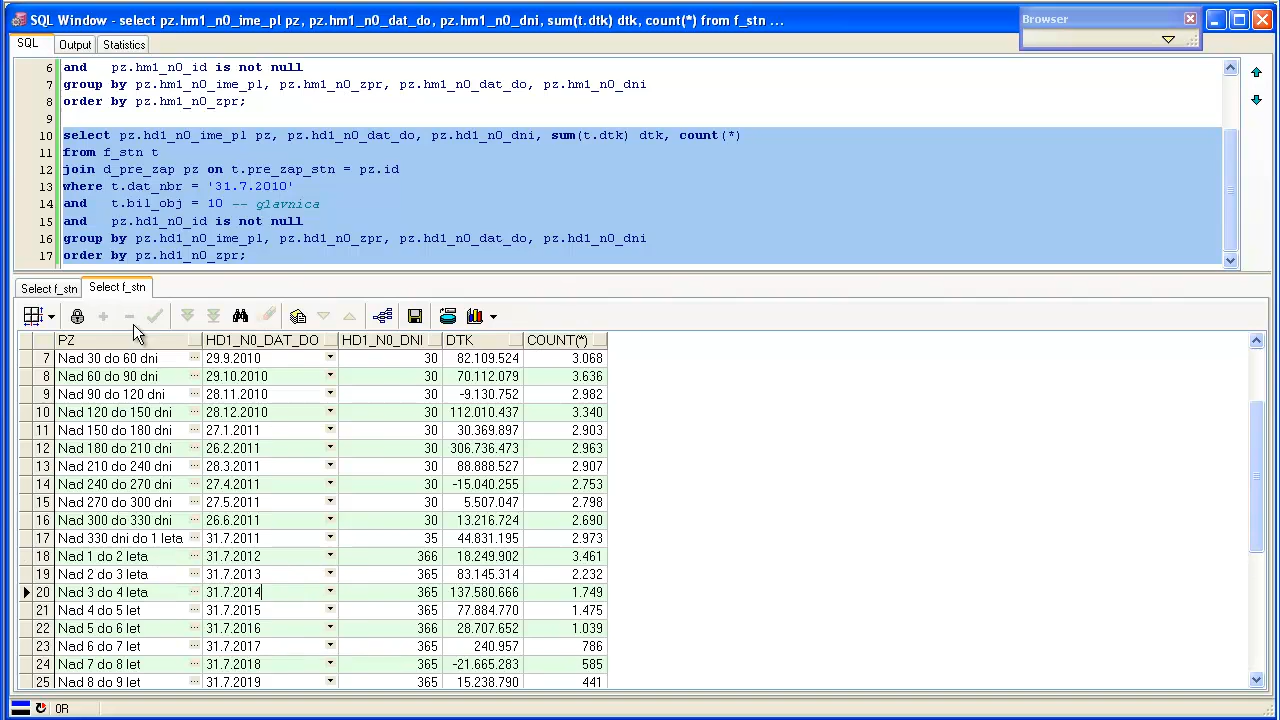 SQL Window - select pz.hm1_n0_ime_pl pz, pz.hm1_n0_dat_do, pz.hm1_n0_dni, sum(t.dtk) dtk, count(*) from f_stn ...
Browser
SQL Output Statistics
6 and pz.hm1_n0_id is not null
7 group by pz.hm1_n0_ime_pl, pz.hm1_n0_zpr, pz.hm1_n0_dat_do, pz.hm1_n0_dni
8 order by pz.hm1_n0_zpr;
9
10 select pz.hd1_n0_ime_pl pz, pz.hd1_n0_dat_do, pz.hd1_n0_dni, sum(t.dtk) dtk, count(*)
11 from f_stn t
12 join d_pre_zap pz on t.pre_zap_stn = pz.id
13 where t.dat_nbr = '31.7.2010'
14 and t.bil_obj = 10 -- glavnica
15 and pz.hd1_n0_id is not null
16 group by pz.hd1_n0_ime_pl, pz.hd1_n0_zpr, pz.hd1_n0_dat_do, pz.hd1_n0_dni
17 order by pz.hd1_n0_zpr;
Select f_stn Select f_stn
PZ HD1_N0_DAT_DO HD1_N0_DNI DTK COUNT(*)
7 Nad 30 do 60 dni 29.9.2010 30 82.109.524 3.068
8 Nad 60 do 90 dni 29.10.2010 30 70.112.079 3.636
9 Nad 90 do 120 dni 28.11.2010 30 -9.130.752 2.982
10 Nad 120 do 150 dni 28.12.2010 30 112.010.437 3.340
11 Nad 150 do 180 dni 27.1.2011 30 30.369.897 2.903
12 Nad 180 do 210 dni 26.2.2011 30 306.736.473 2.963
13 Nad 210 do 240 dni 28.3.2011 30 88.888.527 2.907
14 Nad 240 do 270 dni 27.4.2011 30 -15.040.255 2.753
15 Nad 270 do 300 dni 27.5.2011 30 5.507.047 2.798
16 Nad 300 do 330 dni 26.6.2011 30 13.216.724 2.690
17 Nad 330 dni do 1 leta 31.7.2011 35 44.831.195 2.973
18 Nad 1 do 2 leta 31.7.2012 366 18.249.902 3.461
19 Nad 2 do 3 leta 31.7.2013 365 83.145.314 2.232
20 Nad 3 do 4 leta 31.7.2014 365 137.580.666 1.749
21 Nad 4 do 5 let 31.7.2015 365 77.884.770 1.475
22 Nad 5 do 6 let 31.7.2016 366 28.707.652 1.039
23 Nad 6 do 7 let 31.7.2017 365 240.957 786
24 Nad 7 do 8 let 31.7.2018 365 -21.665.283 585
25 Nad 8 do 9 let 31.7.2019 365 15.238.790 441
0R